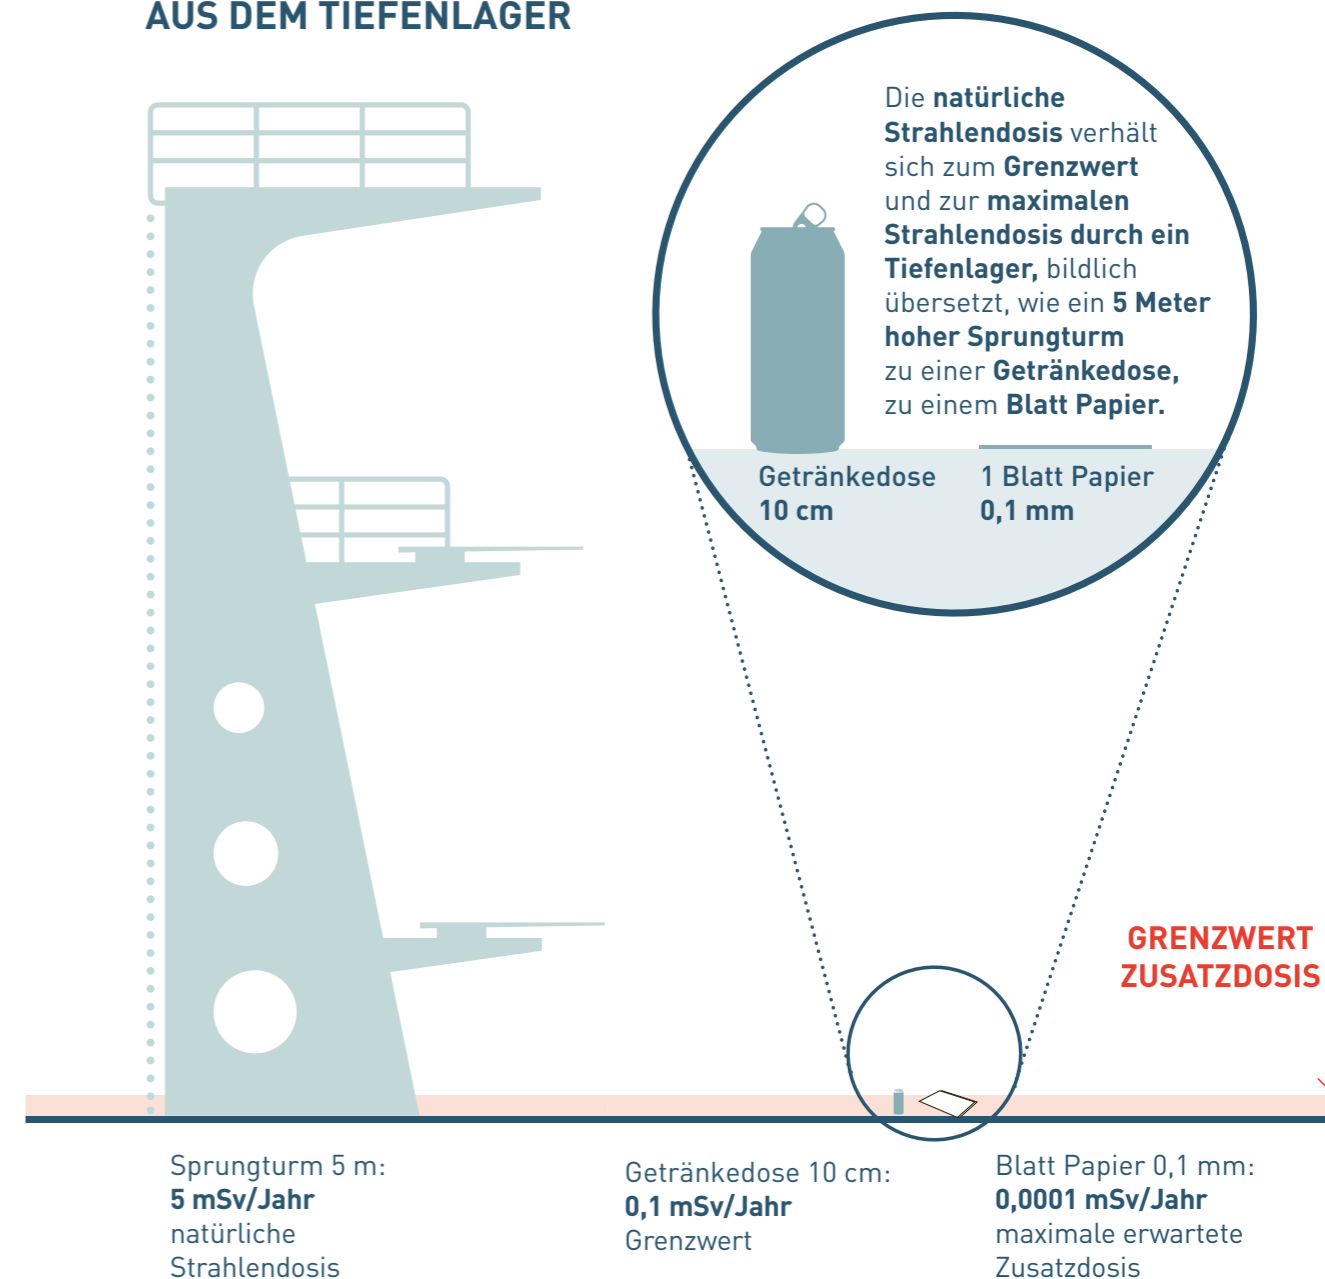 AUS DEM TIEFENLAGER
Die natürliche
Strahlendosis verhält
sich zum Grenzwert
und zur maximalen
Strahlendosis durch ein
Tiefenlager, bildlich
übersetzt, wie ein 5 Meter
hoher Sprungturm
zu einer Getränkedose,
zu einem Blatt Papier.
Getränkedose
10 cm
1 Blatt Papier
0,1 mm
GRENZWERT
ZUSATZDOSIS
Sprungturm 5 m:
5 mSv/Jahr
natürliche
Strahlendosis
Getränkedose 10 cm:
0,1 mSv/Jahr
Grenzwert
Blatt Papier 0,1 mm:
0,0001 mSv/Jahr
maximale erwartete
Zusatzdosis